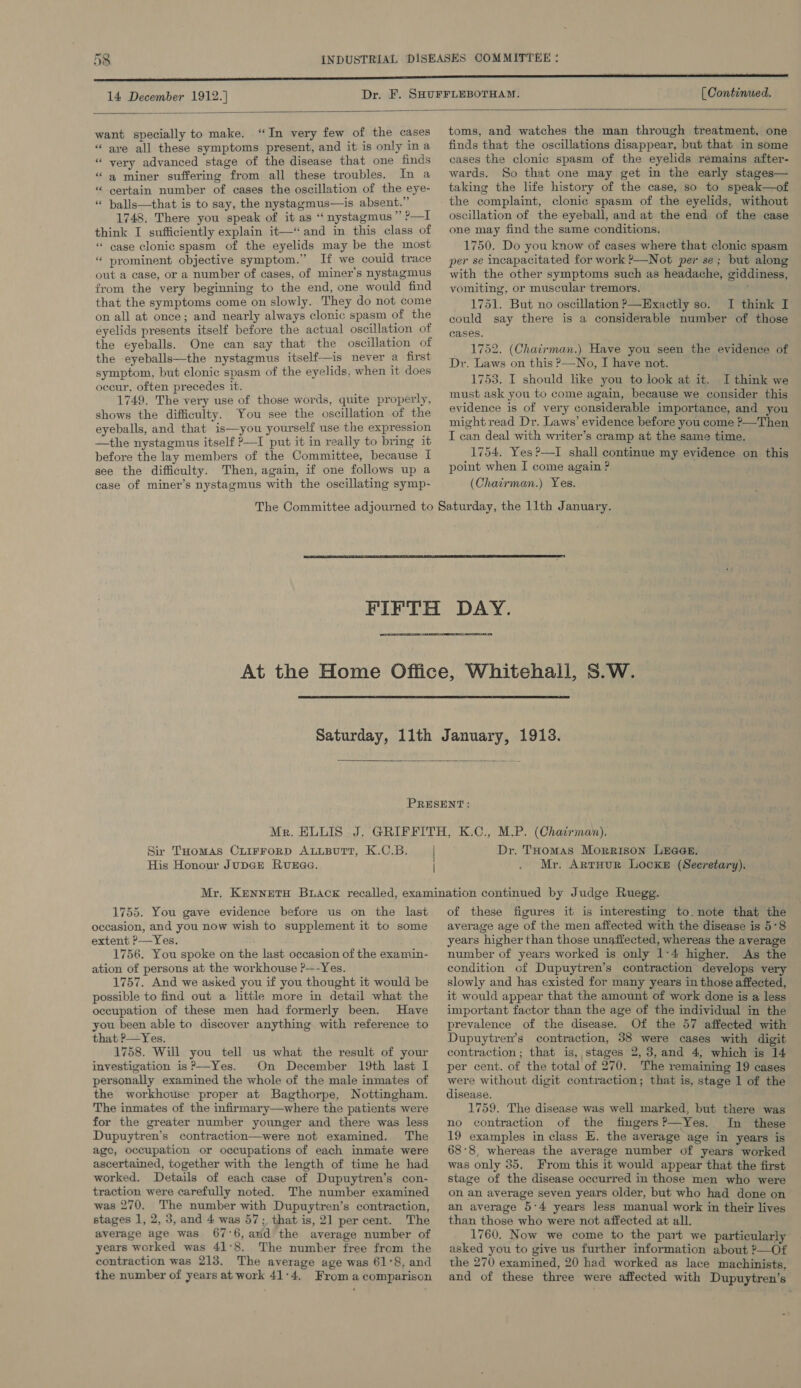 58
INDUSTRIAL DISEASES COMMITTEE :
14 December 1912.]
Dr. F. SHUFFLEBOTHAM.
[Continued.
want specially to make. “In very few of the cases
“ are all these symptoms present, and it is only in a
“ very advanced stage of the disease that one finds
“ a miner suffering from all these troubles. In a
“ certain number of cases the oscillation of the eye-
“ balls—that is to say, the nystagmus—is absent.”
1748. There you speak of it as “ nystagmus ” ?—I
think I sufficiently explain it—“ and in this class of
“ case clonic spasm of the eyelids may be the most
“ prominent objective symptom.” If we could trace
out a case, or a number of cases, of miner's nystagmus
from the very beginning to the end, one would find
that the symptoms come on slowly. They do not come
on all at once; and nearly always clonic spasm of the
eyelids presents itself before the actual oscillation of
the eyeballs. One can say that the oscillation of
the eyeballs—the nystagmus itself—is never a first
symptom, but clonic spasm of the eyelids, when it does
occur, often precedes it.
1749. The very use of those words, quite properly,
shows the difficulty. You see the oscillation of the
eyeballs, and that is—you yourself use the expression
—the nystagmus itself ?—I put it in really to bring it
before the lay members of the Committee, because I
see the difficulty. Then, again, if one follows up a
case of miner's nystagmus with the oscillating symp-
toms, and watches the man through treatment, one
finds that the oscillations disappear, but that in some
cases the clonic spasm of the eyelids remains after-
wards. So that one may get in the early stages—
taking the life history of the case, so to speak—of
the complaint, clonic spasm of the eyelids, without
oscillation of the eyeball, and at the end of the case
one may find the same conditions.
1750. Do you know of cases where that clonic spasm
per se incapacitated for work ?—Not per se; but along
with the other symptoms such as headache, giddiness,
vomiting, or muscular tremors.
1751. But no oscillation ?—Exactly so. I think I
could say there is a considerable number of those
cases.
1752. (Chairman.) Have you seen the evidence of
Dr. Laws on this ?—No, I have not.
1753. I should like you to look at it. I think we
must ask you to come again, because we consider this
evidence is of very considerable importance, and you
might read Dr. Laws' evidence before you come ?—Then
I can deal with writer's cramp at the same time.
1754. Yes ?—I shall continue my evidence on this
point when I come again ?
(Chairman.) Yes.
The Committee adjourned to Saturday, the 11th January.
FIFTH DAY.
At the Home Office, Whitehall, S.W.
Saturday, 11th January, 1913.
PRESENT :
Mr. ELLIS J. GRIFFITH, K.C., M.P. (Chairman).
Sir THOMAS CLIFFORD ALLBUTT, K.C.B.
His Honour JUDGE RUEGG.
Dr. THOMAS MORRISON LEGGE.
Mr. ARTHUR LOCKE (Secretary).
Mr. KENNETH BLACK recalled, examination continued by Judge Ruegg.
1755. You gave evidence before us on the last
occasion, and you now wish to supplement it to some
extent ?—Yes.
1756. You spoke on the last occasion of the examin-
ation of persons at the workhouse ?—-Yes.
1757. And we asked you if you thought it would be
possible to find out a little more in detail what the
occupation of these men had formerly been. Have
you been able to discover anything with reference to
that ?—Yes.
1758. Will you tell us what the result of your
investigation is ?—Yes. On December 19th last I
personally examined the whole of the male inmates of
the workhouse proper at Bagthorpe, Nottingham.
The inmates of the infirmary—where the patients were
for the greater number younger and there was less
Dupuytren's contraction—were not examined. The
age, occupation or occupations of each inmate were
ascertained, together with the length of time he had
worked. Details of each case of Dupuytren's con-
traction were carefully noted. The number examined
was 270. The number with Dupuytren's contraction,
stages 1, 2, 3, and 4 was 57; that is, 21 per cent. The
average age was 67·6, and the average number of
years worked was 41·8. The number free from the
contraction was 213. The average age was 61·8, and
the number of years at work 41·4. From a comparison
of these figures it is interesting to note that the
average age of the men affected with the disease is 5·8
years higher than those unaffected, whereas the average
number of years worked is only 1·4 higher. As the
condition of Dupuytren's contraction develops very
slowly and has existed for many years in those affected,
it would appear that the amount of work done is a less
important factor than the age of the individual in the
prevalence of the disease. Of the 57 affected with
Dupuytren's contraction, 38 were cases with digit
contraction; that is, stages 2, 3, and 4, which is 14
per cent. of the total of 270. The remaining 19 cases
were without digit contraction; that is, stage 1 of the
disease.
1759. The disease was well marked, but there was
no contraction of the fingers ?—Yes. In these
19 examples in class E. the average age in years is
68·8, whereas the average number of years worked
was only 35. From this it would appear that the first
stage of the disease occurred in those men who were
on an average seven years older, but who had done on
an average 5·4 years less manual work in their lives
than those who were not affected at all.
1760. Now we come to the part we particularly
asked you to give us further information about ?—Of
the 270 examined, 20 had worked as lace machinists,
and of these three were affected with Dupuytren's